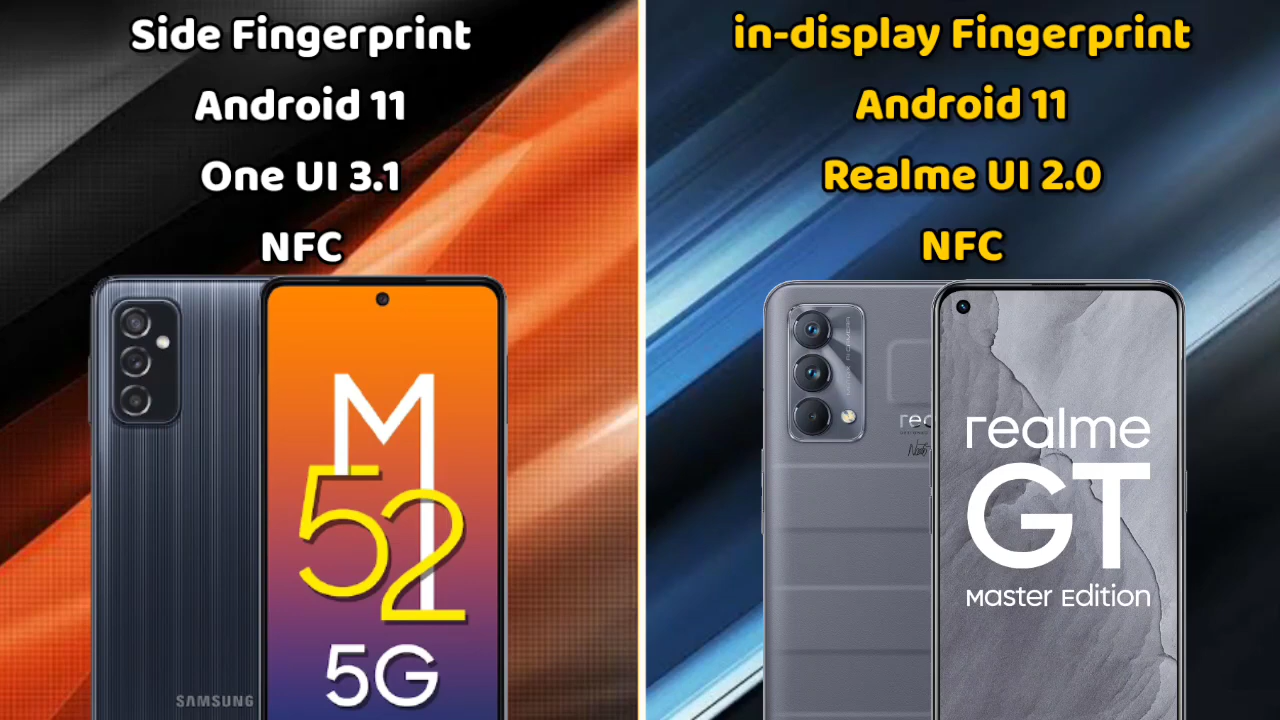 Side Fingerprint
Android 11
One UI 3.1
NFC
M
52
5G
SAMSUNG
in-display Fingerprint
Android 11
Realme UI 2.0
NFC
realme
GT
Master Edition